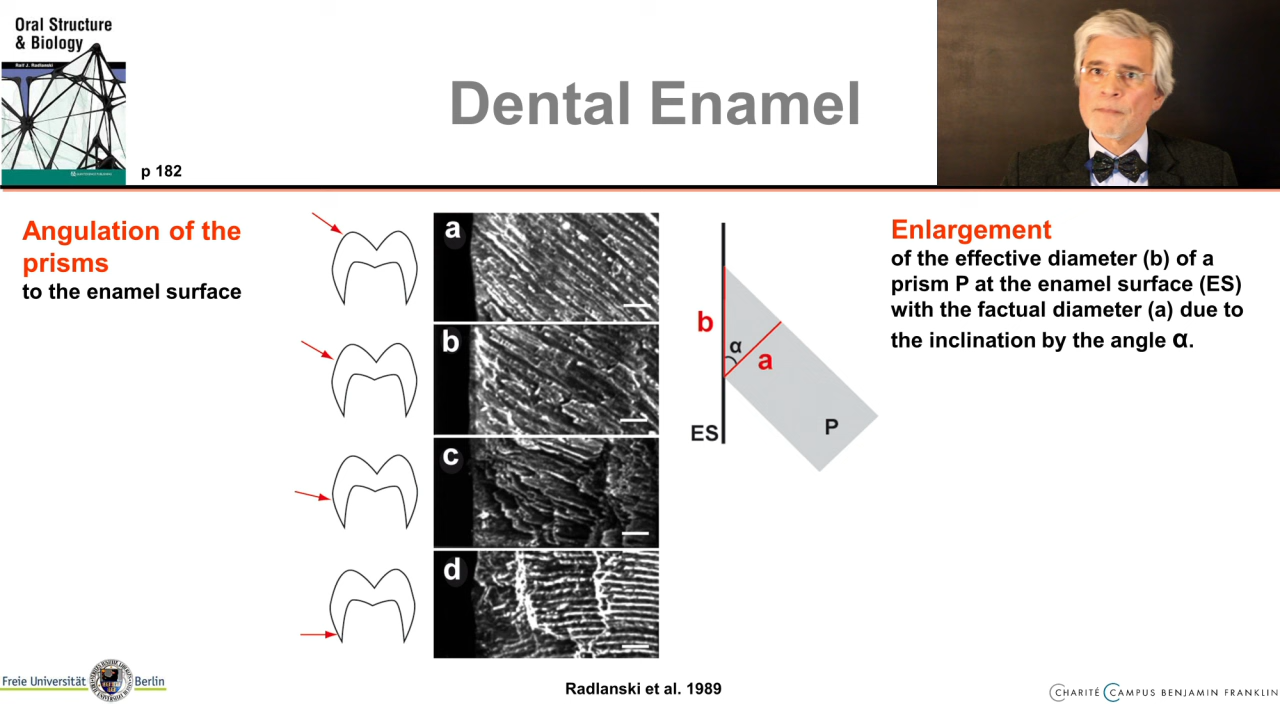 Oral Structure
& Biology
Ralf J. Radlanski
p 182
Dental Enamel
Angulation of the
prisms
to the enamel surface
a
b
c
d
b
α
a
ES
P
Enlargement
of the effective diameter (b) of a
prism P at the enamel surface (ES)
with the factual diameter (a) due to
the inclination by the angle α.
Freie Universität Berlin
Radlanski et al. 1989
CHARITÉ CAMPUS BENJAMIN FRANKLIN